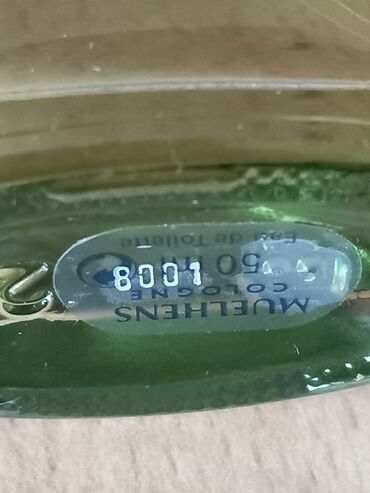 MUELHENS
COLOGNE
50 ml
Eau de Toilette
8001